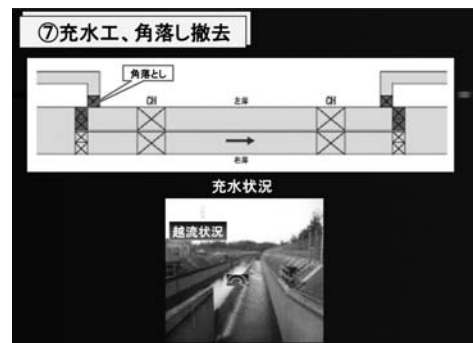 ⑦充水工、角落し撤去
角落とし
CH
左岸
CH
右岸
充水状況
越流状況